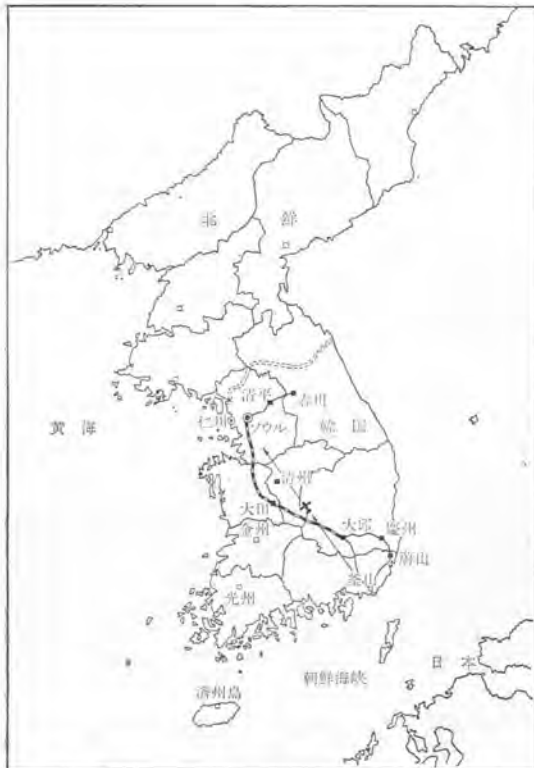 北鮮
清平
春川
仁川
ソウル
韓国
黄海
清州
大田
大邱
慶州
全州
蔚山
釜山
光州
日本
朝鮮海峡
済州島